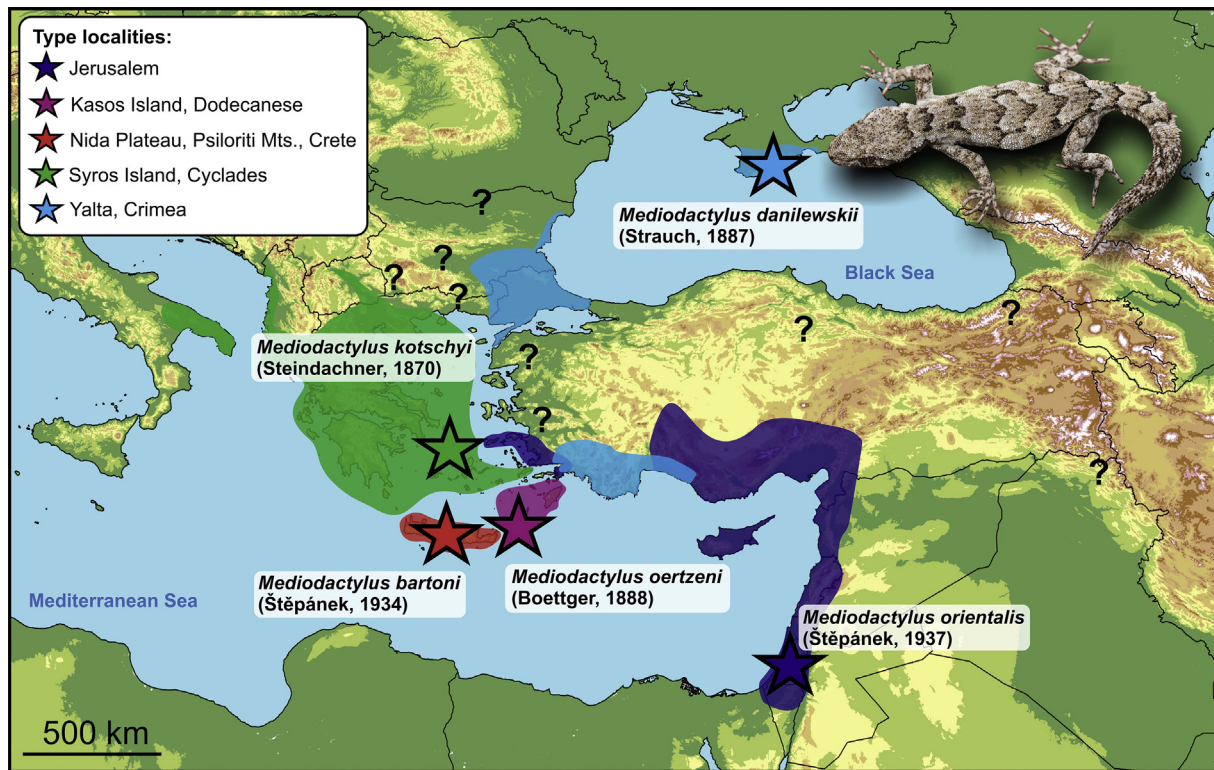 Type localities:
Jerusalem
Kasos Island, Dodecanese
Nida Plateau, Psiloriti Mts., Crete
Syros Island, Cyclades
Yalta, Crimea
?
Mediodactylus danilewskii
(Strauch, 1887)
?
?
Black Sea
?
?
?
Mediodactylus kotschyi
(Steindachner, 1870)
?
?
?
Mediodactylus bartoni
(Štěpánek, 1934)
Mediodactylus oertzeni
(Boettger, 1888)
Mediterranean Sea
Mediodactylus orientalis
(Štěpánek, 1937)
500 km